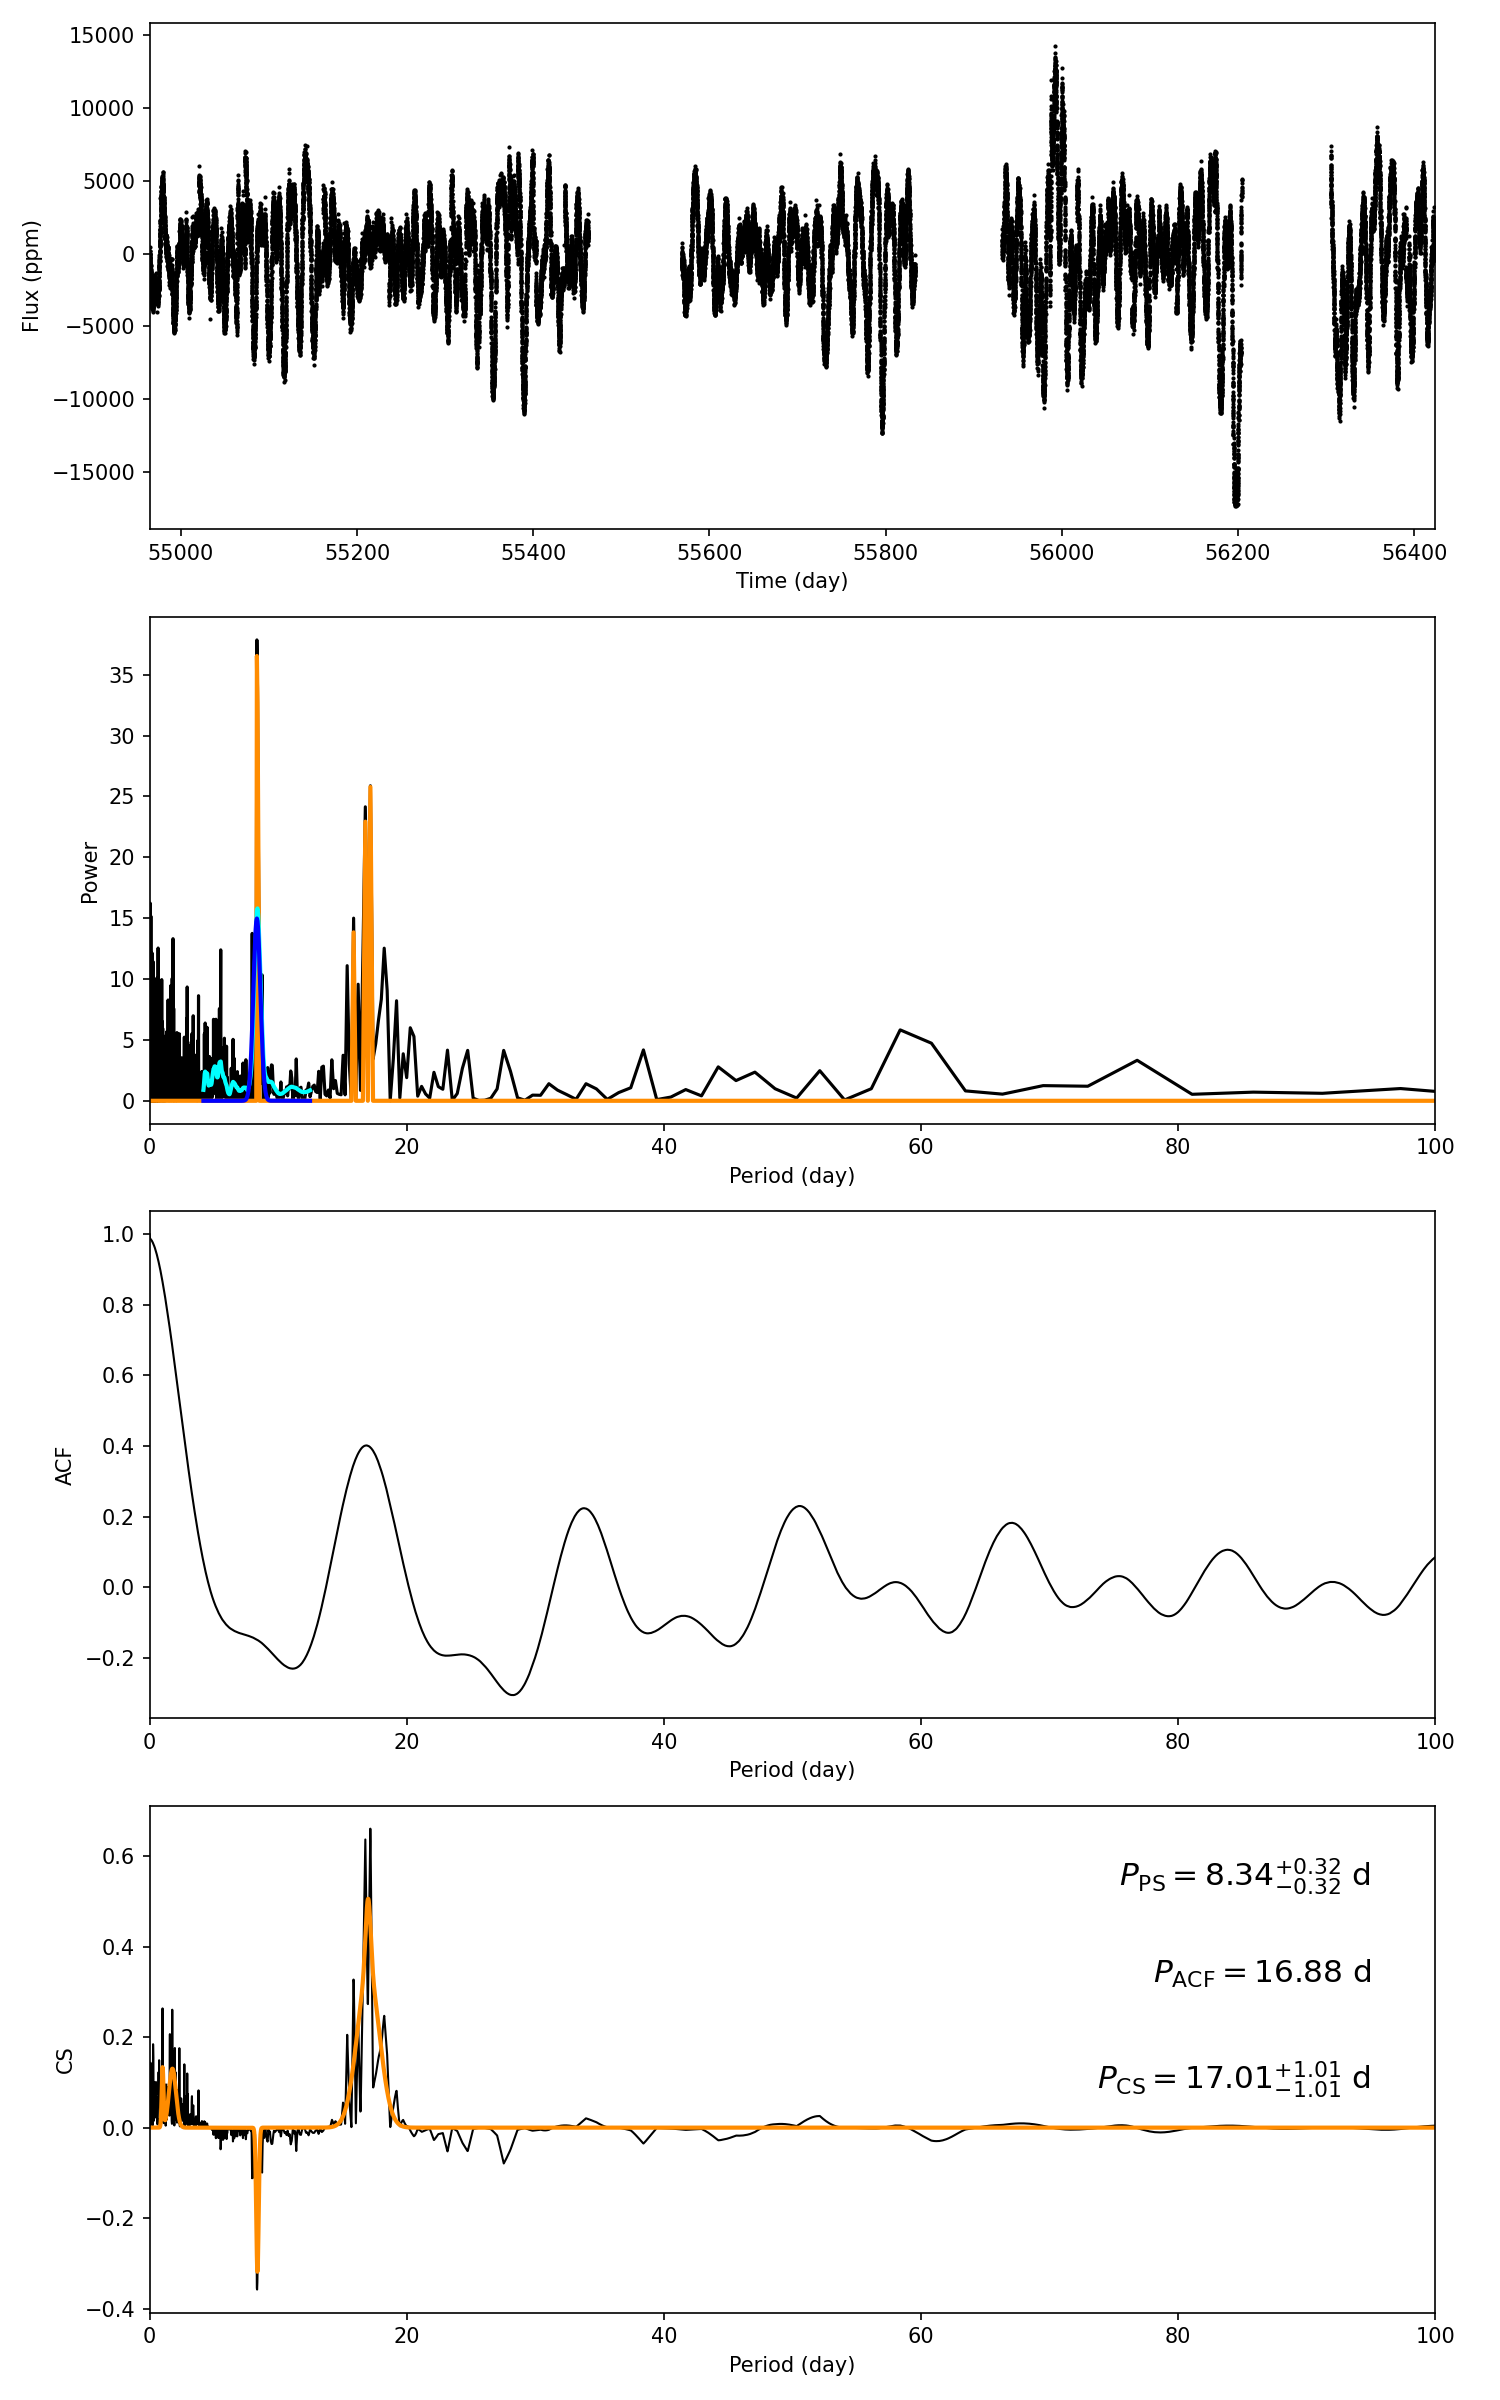 15000
10000
5000
0
−5000
−10000
−15000
Flux (ppm)
55000 55200 55400 55600 55800 56000 56200 56400
Time (day)
35
30
25
20
15
10
5
0
Power
0 20 40 60 80 100
Period (day)
1.0
0.8
0.6
0.4
0.2
0.0
−0.2
ACF
0 20 40 60 80 100
Period (day)
0.6
0.4
0.2
0.0
−0.2
−0.4
CS
P_PS = 8.34^{+0.32}_{−0.32} d
P_ACF = 16.88 d
P_CS = 17.01^{+1.01}_{−1.01} d
0 20 40 60 80 100
Period (day)